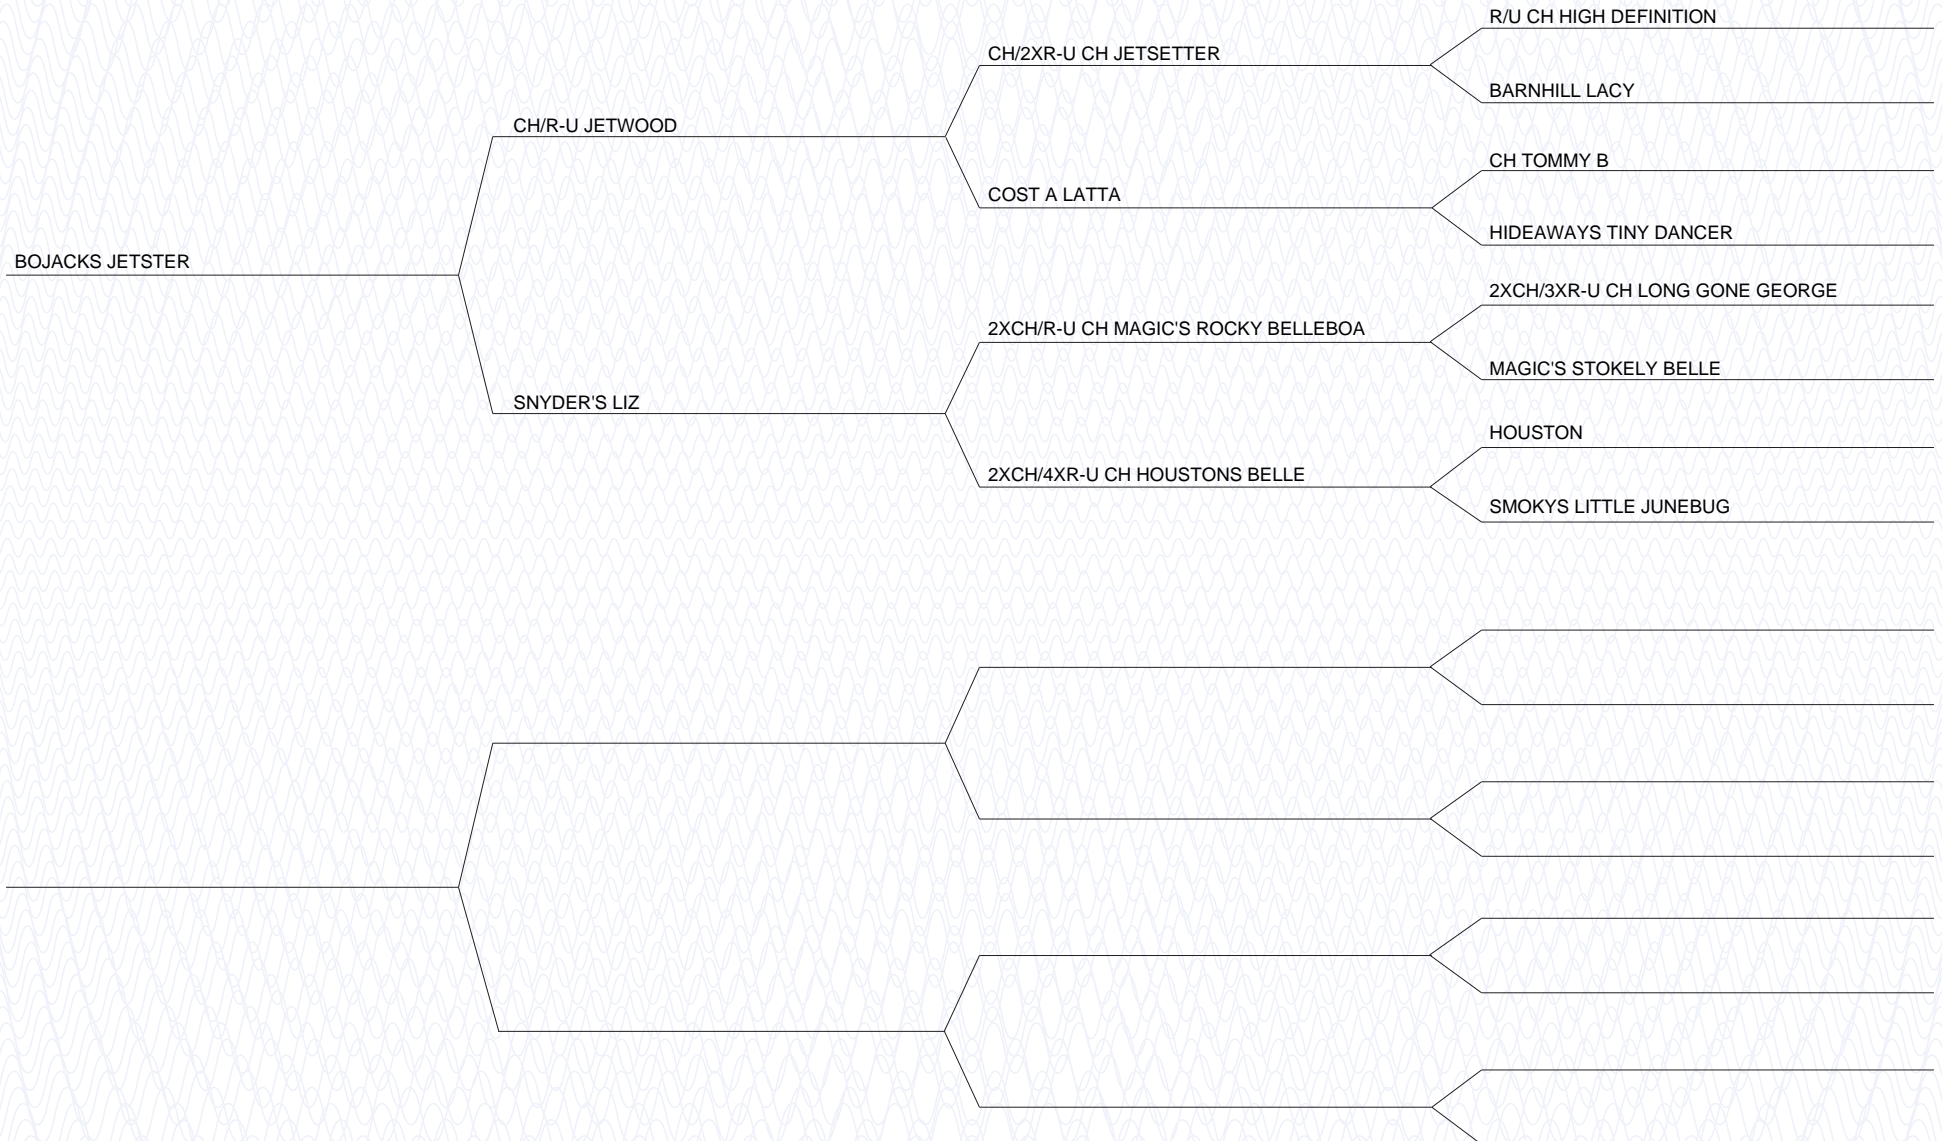 R/U CH HIGH DEFINITION
CH/2XR-U CH JETSETTER
BARNHILL LACY
CH/R-U JETWOOD
CH TOMMY B
COST A LATTA
HIDEAWAYS TINY DANCER
BOJACKS JETSTER
2XCH/3XR-U CH LONG GONE GEORGE
2XCH/R-U CH MAGIC'S ROCKY BELLEBOA
MAGIC'S STOKELY BELLE
SNYDER'S LIZ
HOUSTON
2XCH/4XR-U CH HOUSTONS BELLE
SMOKYS LITTLE JUNEBUG